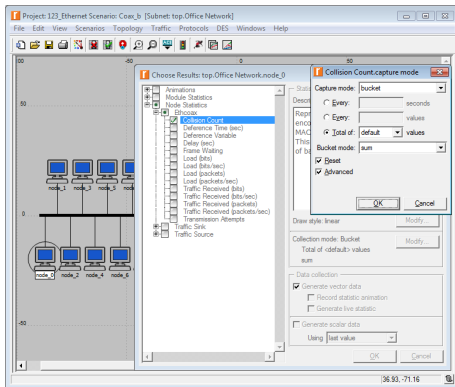 Project: 123_Ethernet Scenario: Coax_b [Subnet: top.Office Network]
File Edit View Scenarios Topology Traffic Protocols DES Windows Help
-50 0 50
Choose Results: top.Office Network.node_0
Animations
Module Statistics
Node Statistics
Ethcoax
Collision Count
Deference Time (sec)
Deference Variable
Delay (sec)
Frame Waiting
Load (bits)
Load (bits/sec)
Load (packets)
Load (packets/sec)
Traffic Received (bits)
Traffic Received (bits/sec)
Traffic Received (packets)
Traffic Received (packets/sec)
Transmission Attempts
Traffic Sink
Traffic Source
50
node_1 node_3 node_5
0
node_0 node_2 node_4 node_6
-50
Collision Count.capture mode
Capture mode: bucket
Every: seconds
Every: values
Total of: default values
Bucket mode: sum
Reset
Advanced
OK Cancel
MAC
This
of b
Draw style: linear Modify...
Collection mode: Bucket Modify...
Total of <default> values
sum
Data collection
Generate vector data
Record statistic animation
Generate live statistic
Generate scalar data
Using last value
OK Cancel
36.93, -71.16